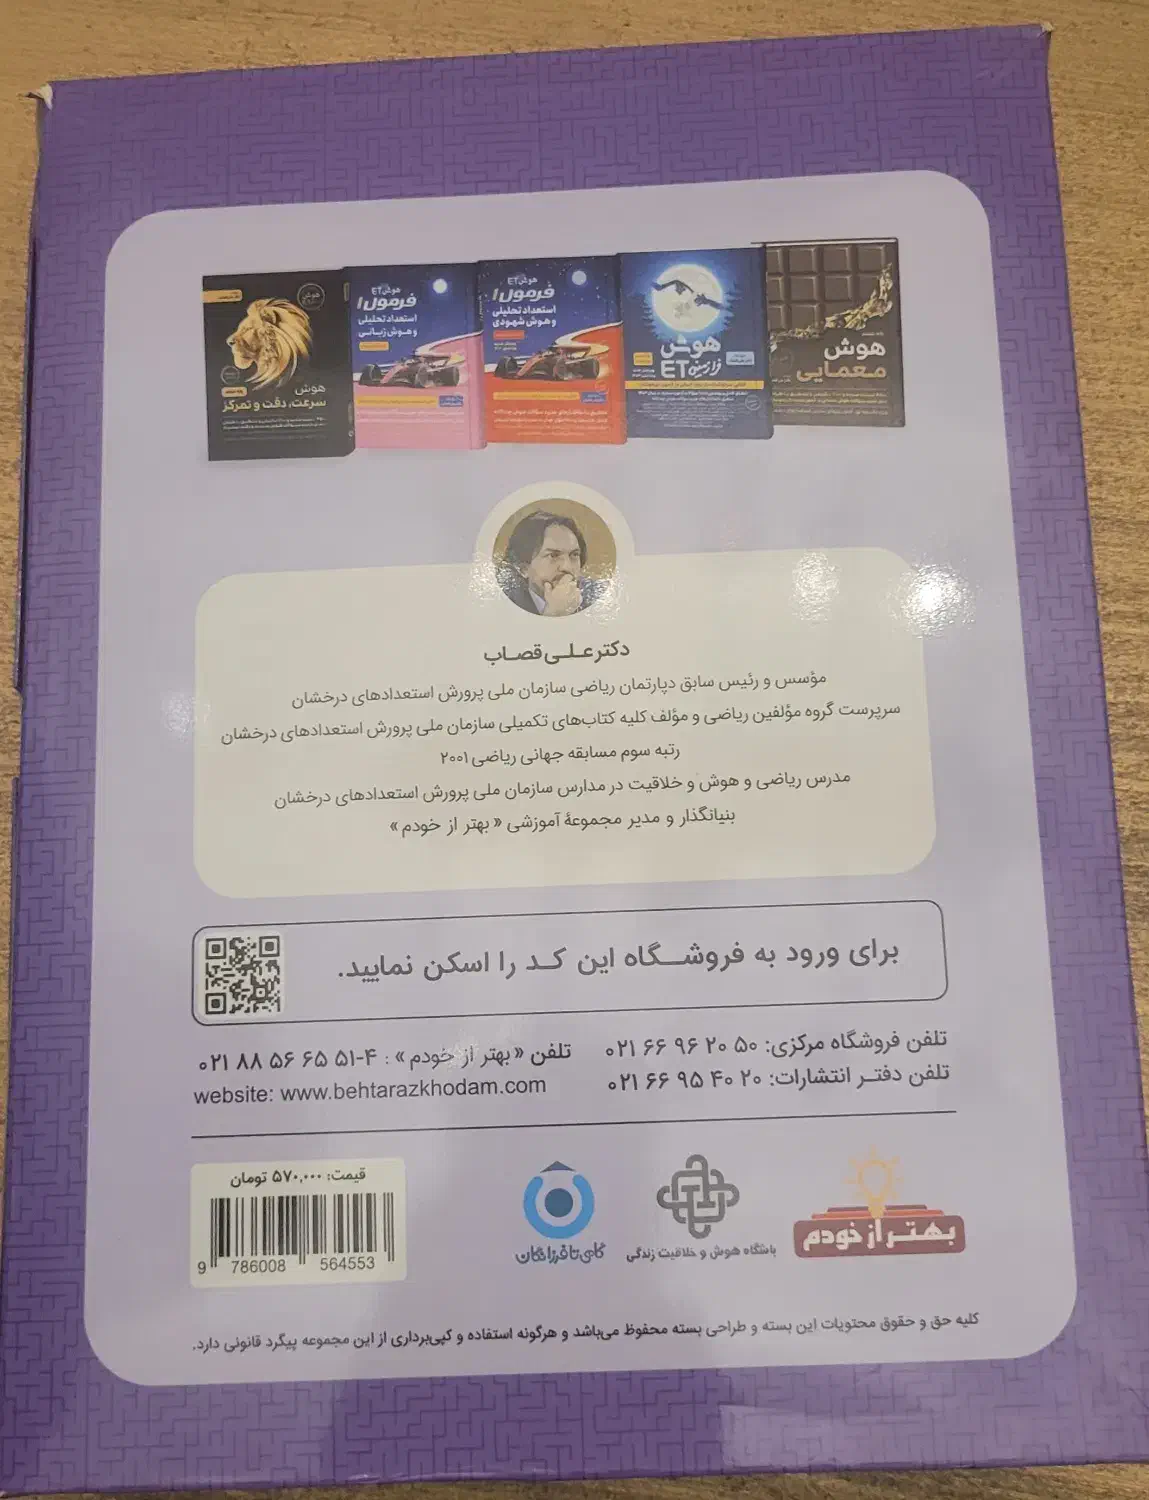 هوش معمایی
هوش
فرازمینو ET
هوش ET
فرمول ۱
استعداد تحلیلی
و هوش شهودی
هوش ET
فرمول ۱
استعداد تحلیلی
و هوش زبانی
هوش
سرعت، دقت و تمرکز
دکتر علی قصاب
مؤسس و رئیس سابق دپارتمان ریاضی سازمان ملی پرورش استعدادهای درخشان
سرپرست گروه مؤلفین ریاضی و مؤلف کلیه کتاب‌های تکمیلی سازمان ملی پرورش استعدادهای درخشان
رتبه سوم مسابقه جهانی ریاضی ۲۰۰۱
مدرس ریاضی و هوش و خلاقیت در مدارس سازمان ملی پرورش استعدادهای درخشان
بنیانگذار و مدیر مجموعهٔ آموزشی « بهتر از خودم »
برای ورود به فروشگاه این کد را اسکن نمایید.
تلفن فروشگاه مرکزی: ۵۰ ۲۰ ۹۶ ۶۶ ۰۲۱
تلفن « بهتر از خودم » : ۴-۵۱ ۶۵ ۵۶ ۸۸ ۰۲۱
تلفن دفتر انتشارات: ۲۰ ۴۰ ۹۵ ۶۶ ۰۲۱
website: www.behtarazkhodam.com
بهتر از خودم
باشگاه هوش و خلاقیت زندگی
گامی تا فرزانگان
قیمت: ۵۷۰,۰۰۰ تومان
9 786008 564553
کلیه حق و حقوق محتویات این بسته و طراحی بسته محفوظ می‌باشد و هرگونه استفاده و کپی‌برداری از این مجموعه پیگرد قانونی دارد.